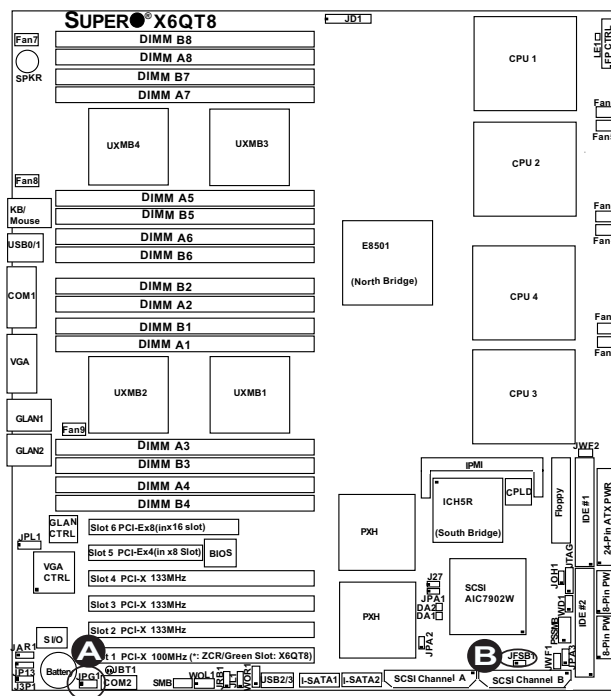 SUPER® X6QT8
JD1
Fan7
SPKR
DIMM B8
DIMM A8
DIMM B7
DIMM A7
CPU 1
LE1
FP CTRL
UXMB4
UXMB3
Fan
Fan
CPU 2
Fan8
KB/
Mouse
DIMM A5
DIMM B5
DIMM A6
DIMM B6
Fan
Fan
USB0/1
E8501
(North Bridge)
COM1
DIMM B2
DIMM A2
DIMM B1
DIMM A1
CPU 4
Fan
Fan
VGA
UXMB2
UXMB1
CPU 3
GLAN1
Fan9
GLAN2
DIMM A3
DIMM B3
DIMM A4
DIMM B4
JWF2
IPMI
ICH5R
(South Bridge)
CPLD
Floppy
IDE #1
24-Pin ATX PWR
GLAN
CTRL
JPL1
Slot 6 PCI-Ex8(in x16 slot)
Slot 5 PCI-Ex4(in x8 Slot)
BIOS
PXH
VGA
CTRL
Slot 4 PCI-X 133MHz
Slot 3 PCI-X 133MHz
Slot 2 PCI-X 133MHz
Slot 1 PCI-X 100MHz (*: ZCR/Green Slot: X6QT8)
J27
JPA1
DA2
DA1
JPA2
PXH
SCSI
AIC7902W
JTAG
JOH1
JWD1
PSSMB
IDE #2
8-Pin PW
8-Pin PW
S I/O
JAR1
JP13
J3P1
Battery
A
JPG1
JBT1
COM2
SMB
WOL1
JRB1
JL1
WOR1
JSB2/3
I-SATA1
I-SATA2
B
JFSB1
JWF1
JPA3
SCSI Channel A
SCSI Channel B